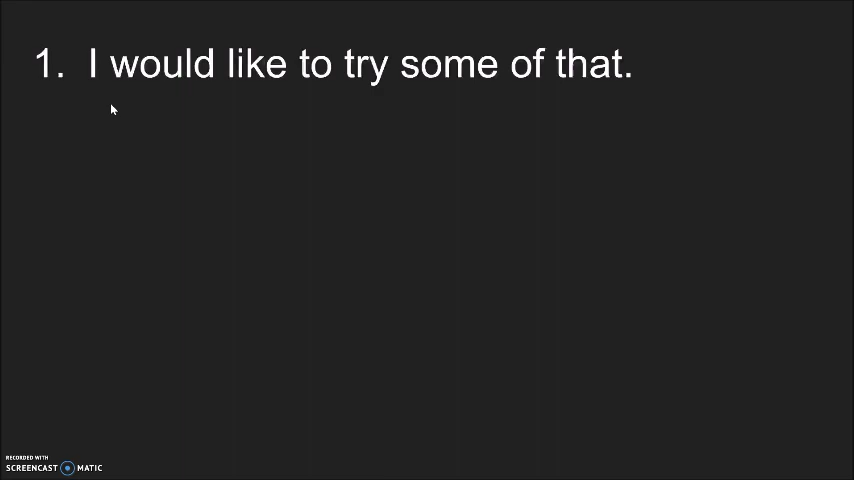 1. I would like to try some of that.
RECORDED WITH
SCREENCAST MATIC